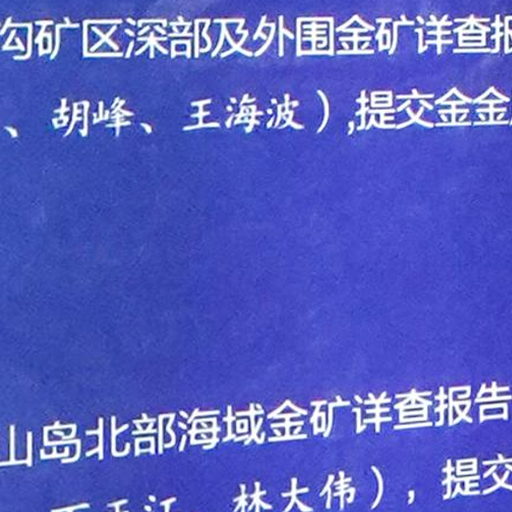 沟矿区深部及外围金矿详查报
、胡峰、王海波),提交金金
山岛北部海域金矿详查报告
林大伟),提交